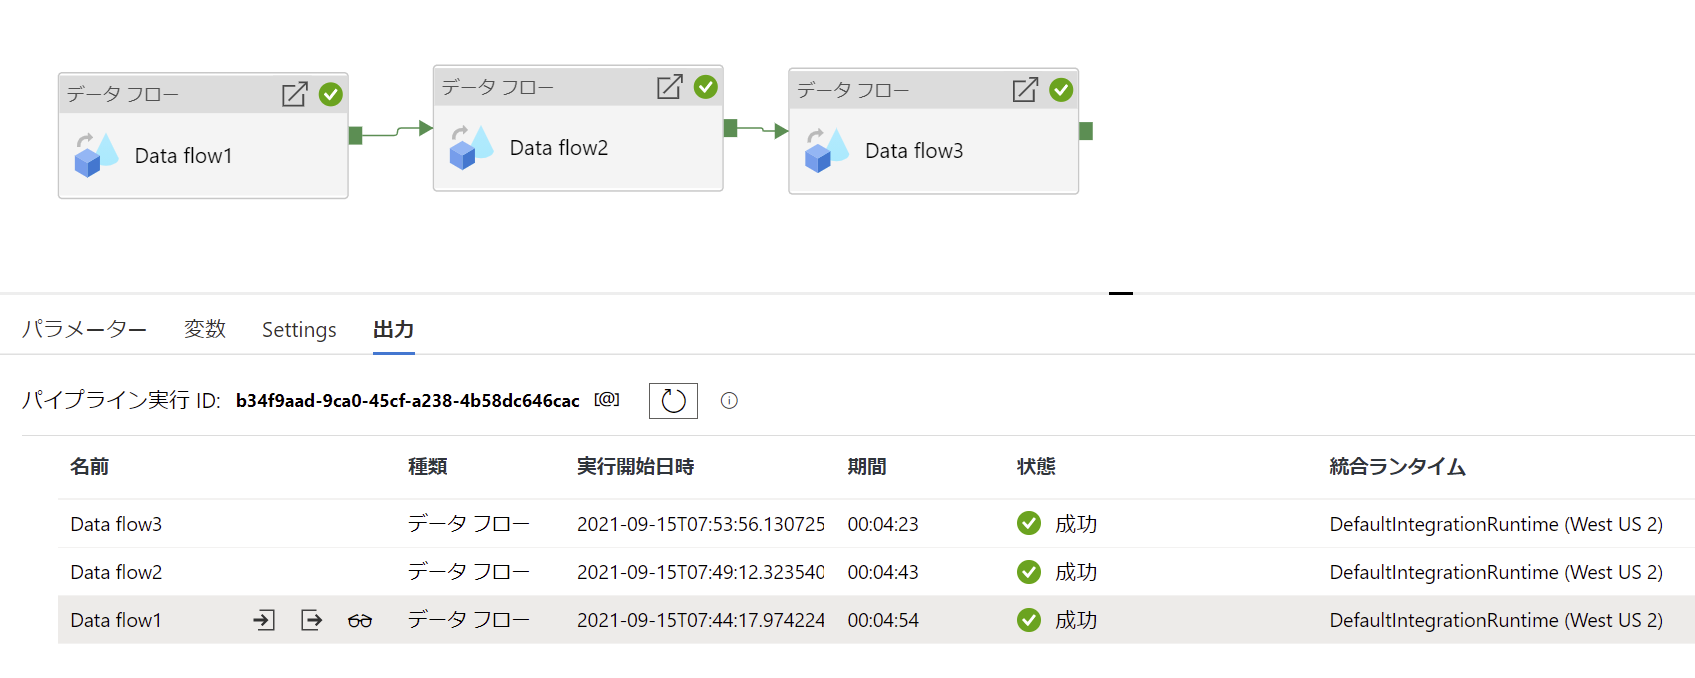 データ フロー
Data flow1
データ フロー
Data flow2
データ フロー
Data flow3
パラメーター 変数 Settings 出力
パイプライン実行 ID: b34f9aad-9ca0-45cf-a238-4b58dc646cac [@]
名前 種類 実行開始日時 期間 状態 統合ランタイム
Data flow3 データ フロー 2021-09-15T07:53:56.130725 00:04:23 成功 DefaultIntegrationRuntime (West US 2)
Data flow2 データ フロー 2021-09-15T07:49:12.323540 00:04:43 成功 DefaultIntegrationRuntime (West US 2)
Data flow1 データ フロー 2021-09-15T07:44:17.974224 00:04:54 成功 DefaultIntegrationRuntime (West US 2)